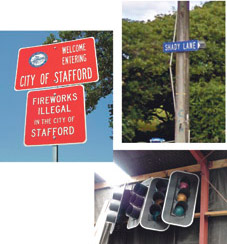 WELCOME
ENTERING
CITY OF STAFFORD
FIREWORKS
ILLEGAL
IN THE CITY OF
STAFFORD
SHADY LANE